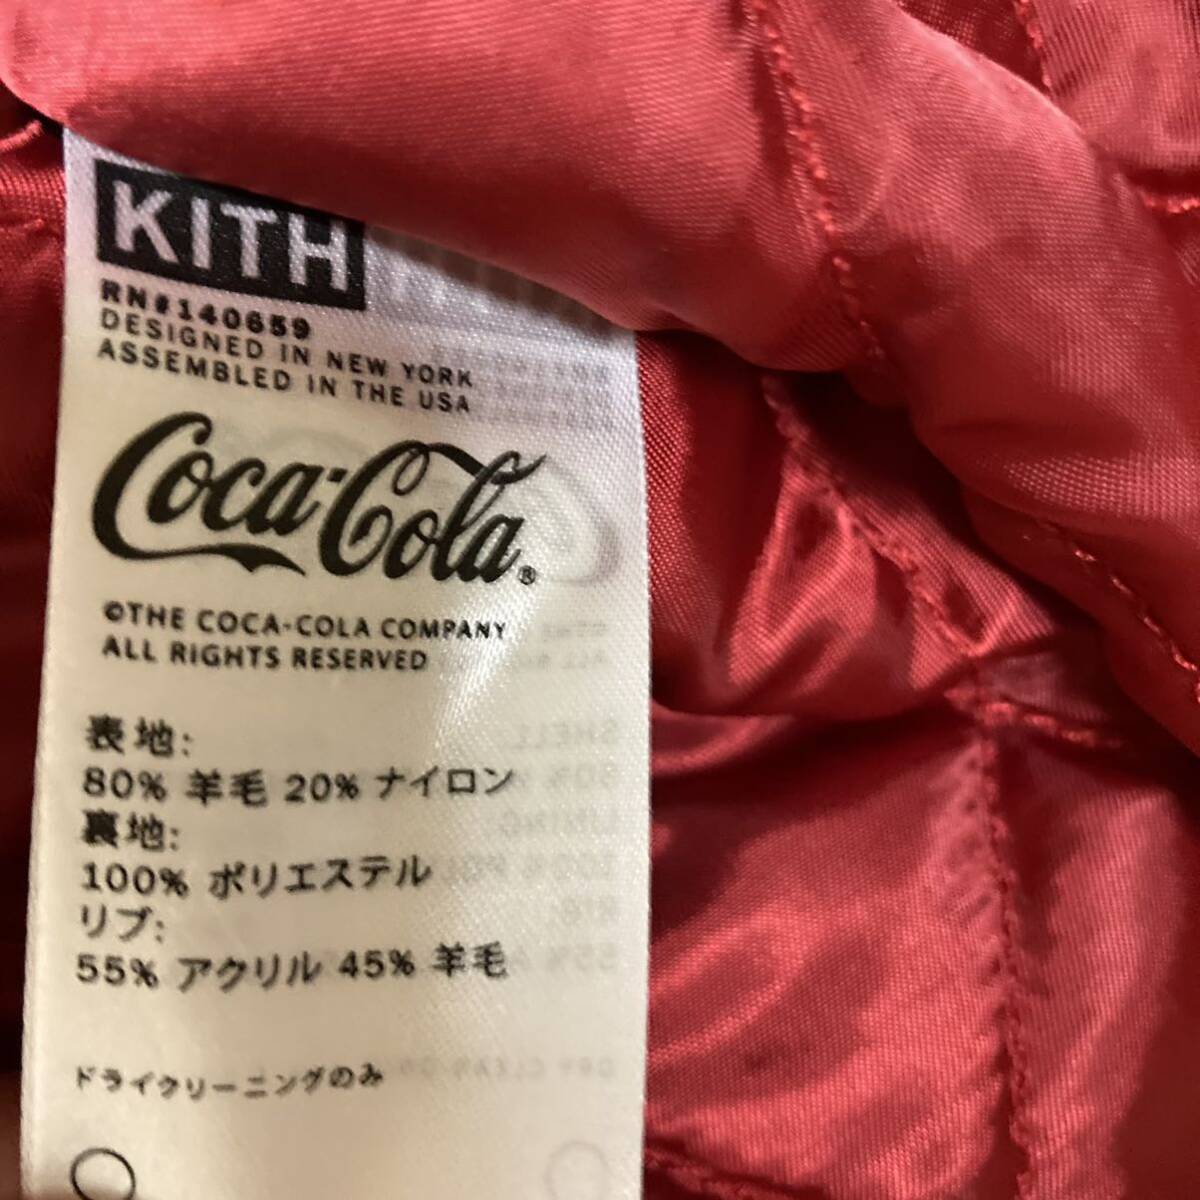 KITH
RN#140659
DESIGNED IN NEW YORK
ASSEMBLED IN THE USA
Coca-Cola®
©THE COCA-COLA COMPANY
ALL RIGHTS RESERVED
表地:
80% 羊毛 20% ナイロン
裏地:
100% ポリエステル
リブ:
55% アクリル 45% 羊毛
ドライクリーニングのみ